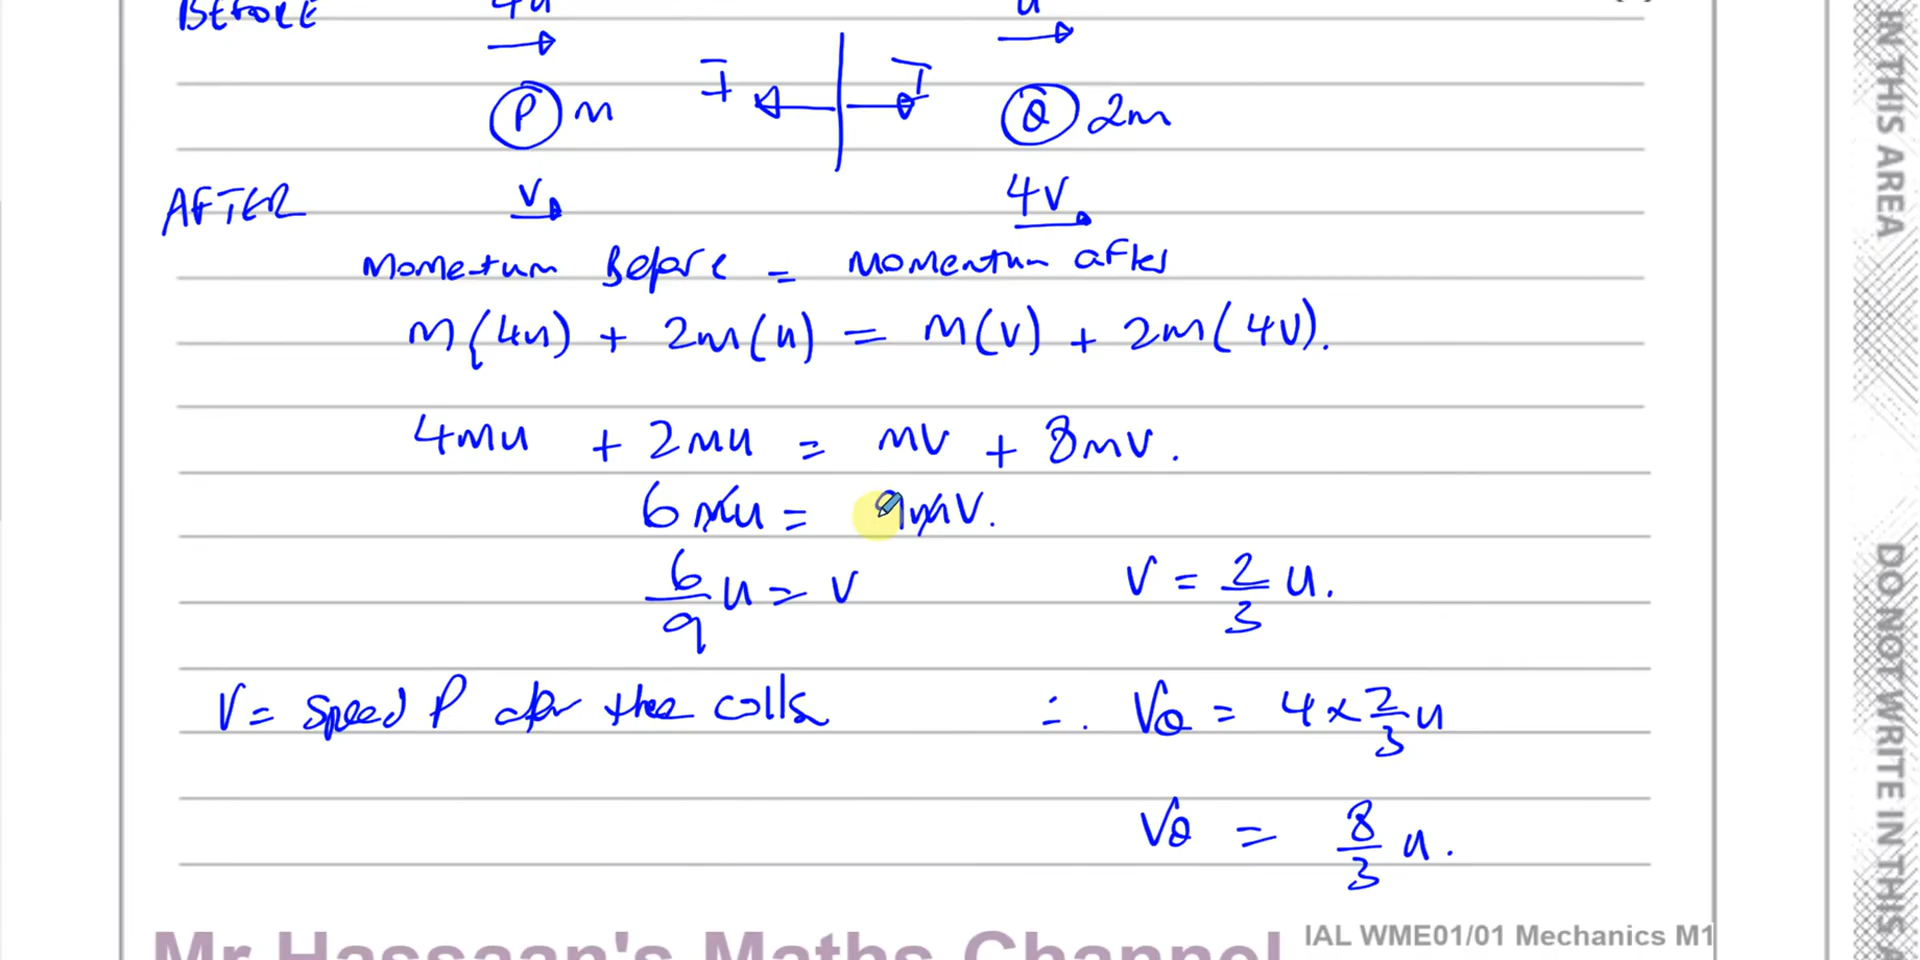 BEFORE 4u u
I I
P m Q 2m
AFTER v 4v
Momentum Before = Momentum after
m(4u) + 2m(u) = m(v) + 2m(4v).
4mu + 2mu = mv + 8mv.
6mu = 9mv.
6/9 u = v v = 2/3 u.
V = speed P after the colls ∴ VQ = 4 × 2/3 u
VQ = 8/3 u.
Mr Hassaan's Maths Channel IAL WME01/01 Mechanics M1
IN THIS AREA
DO NOT WRITE IN THIS A